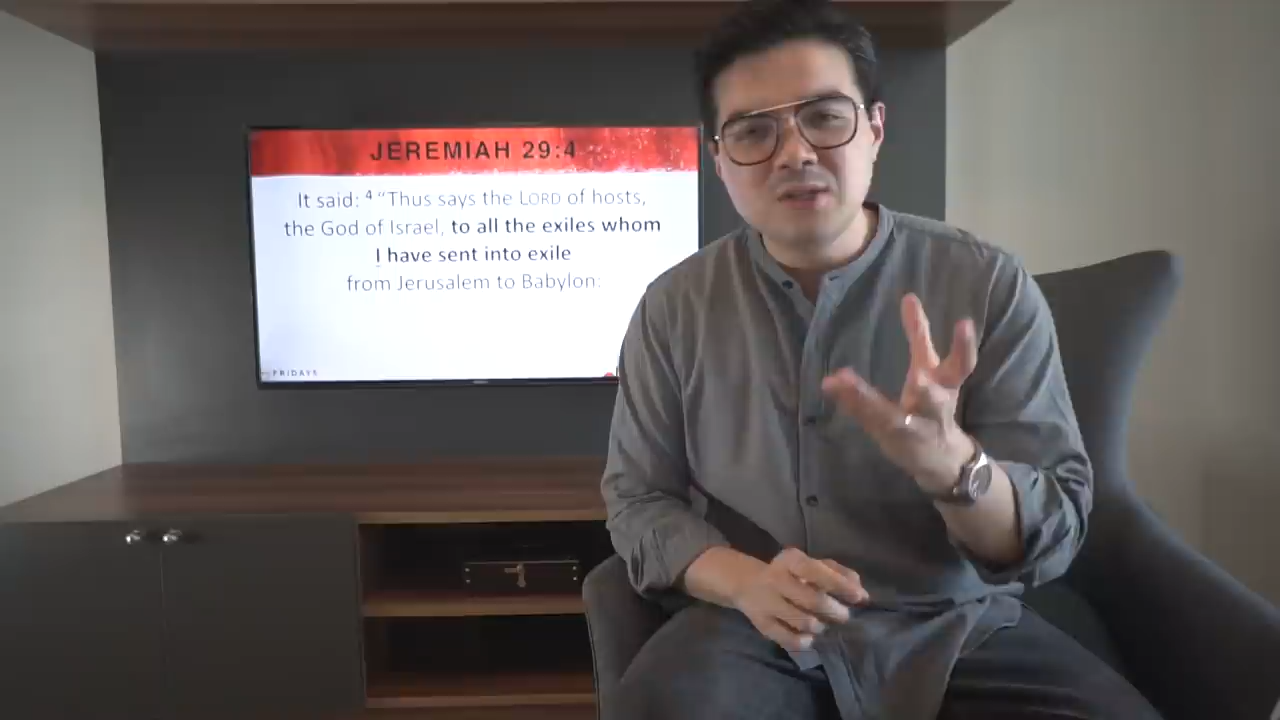 JEREMIAH 29:4
It said: ⁴ “Thus says the LORD of hosts,
the God of Israel, to all the exiles whom
I have sent into exile
from Jerusalem to Babylon:
FRIDAYS